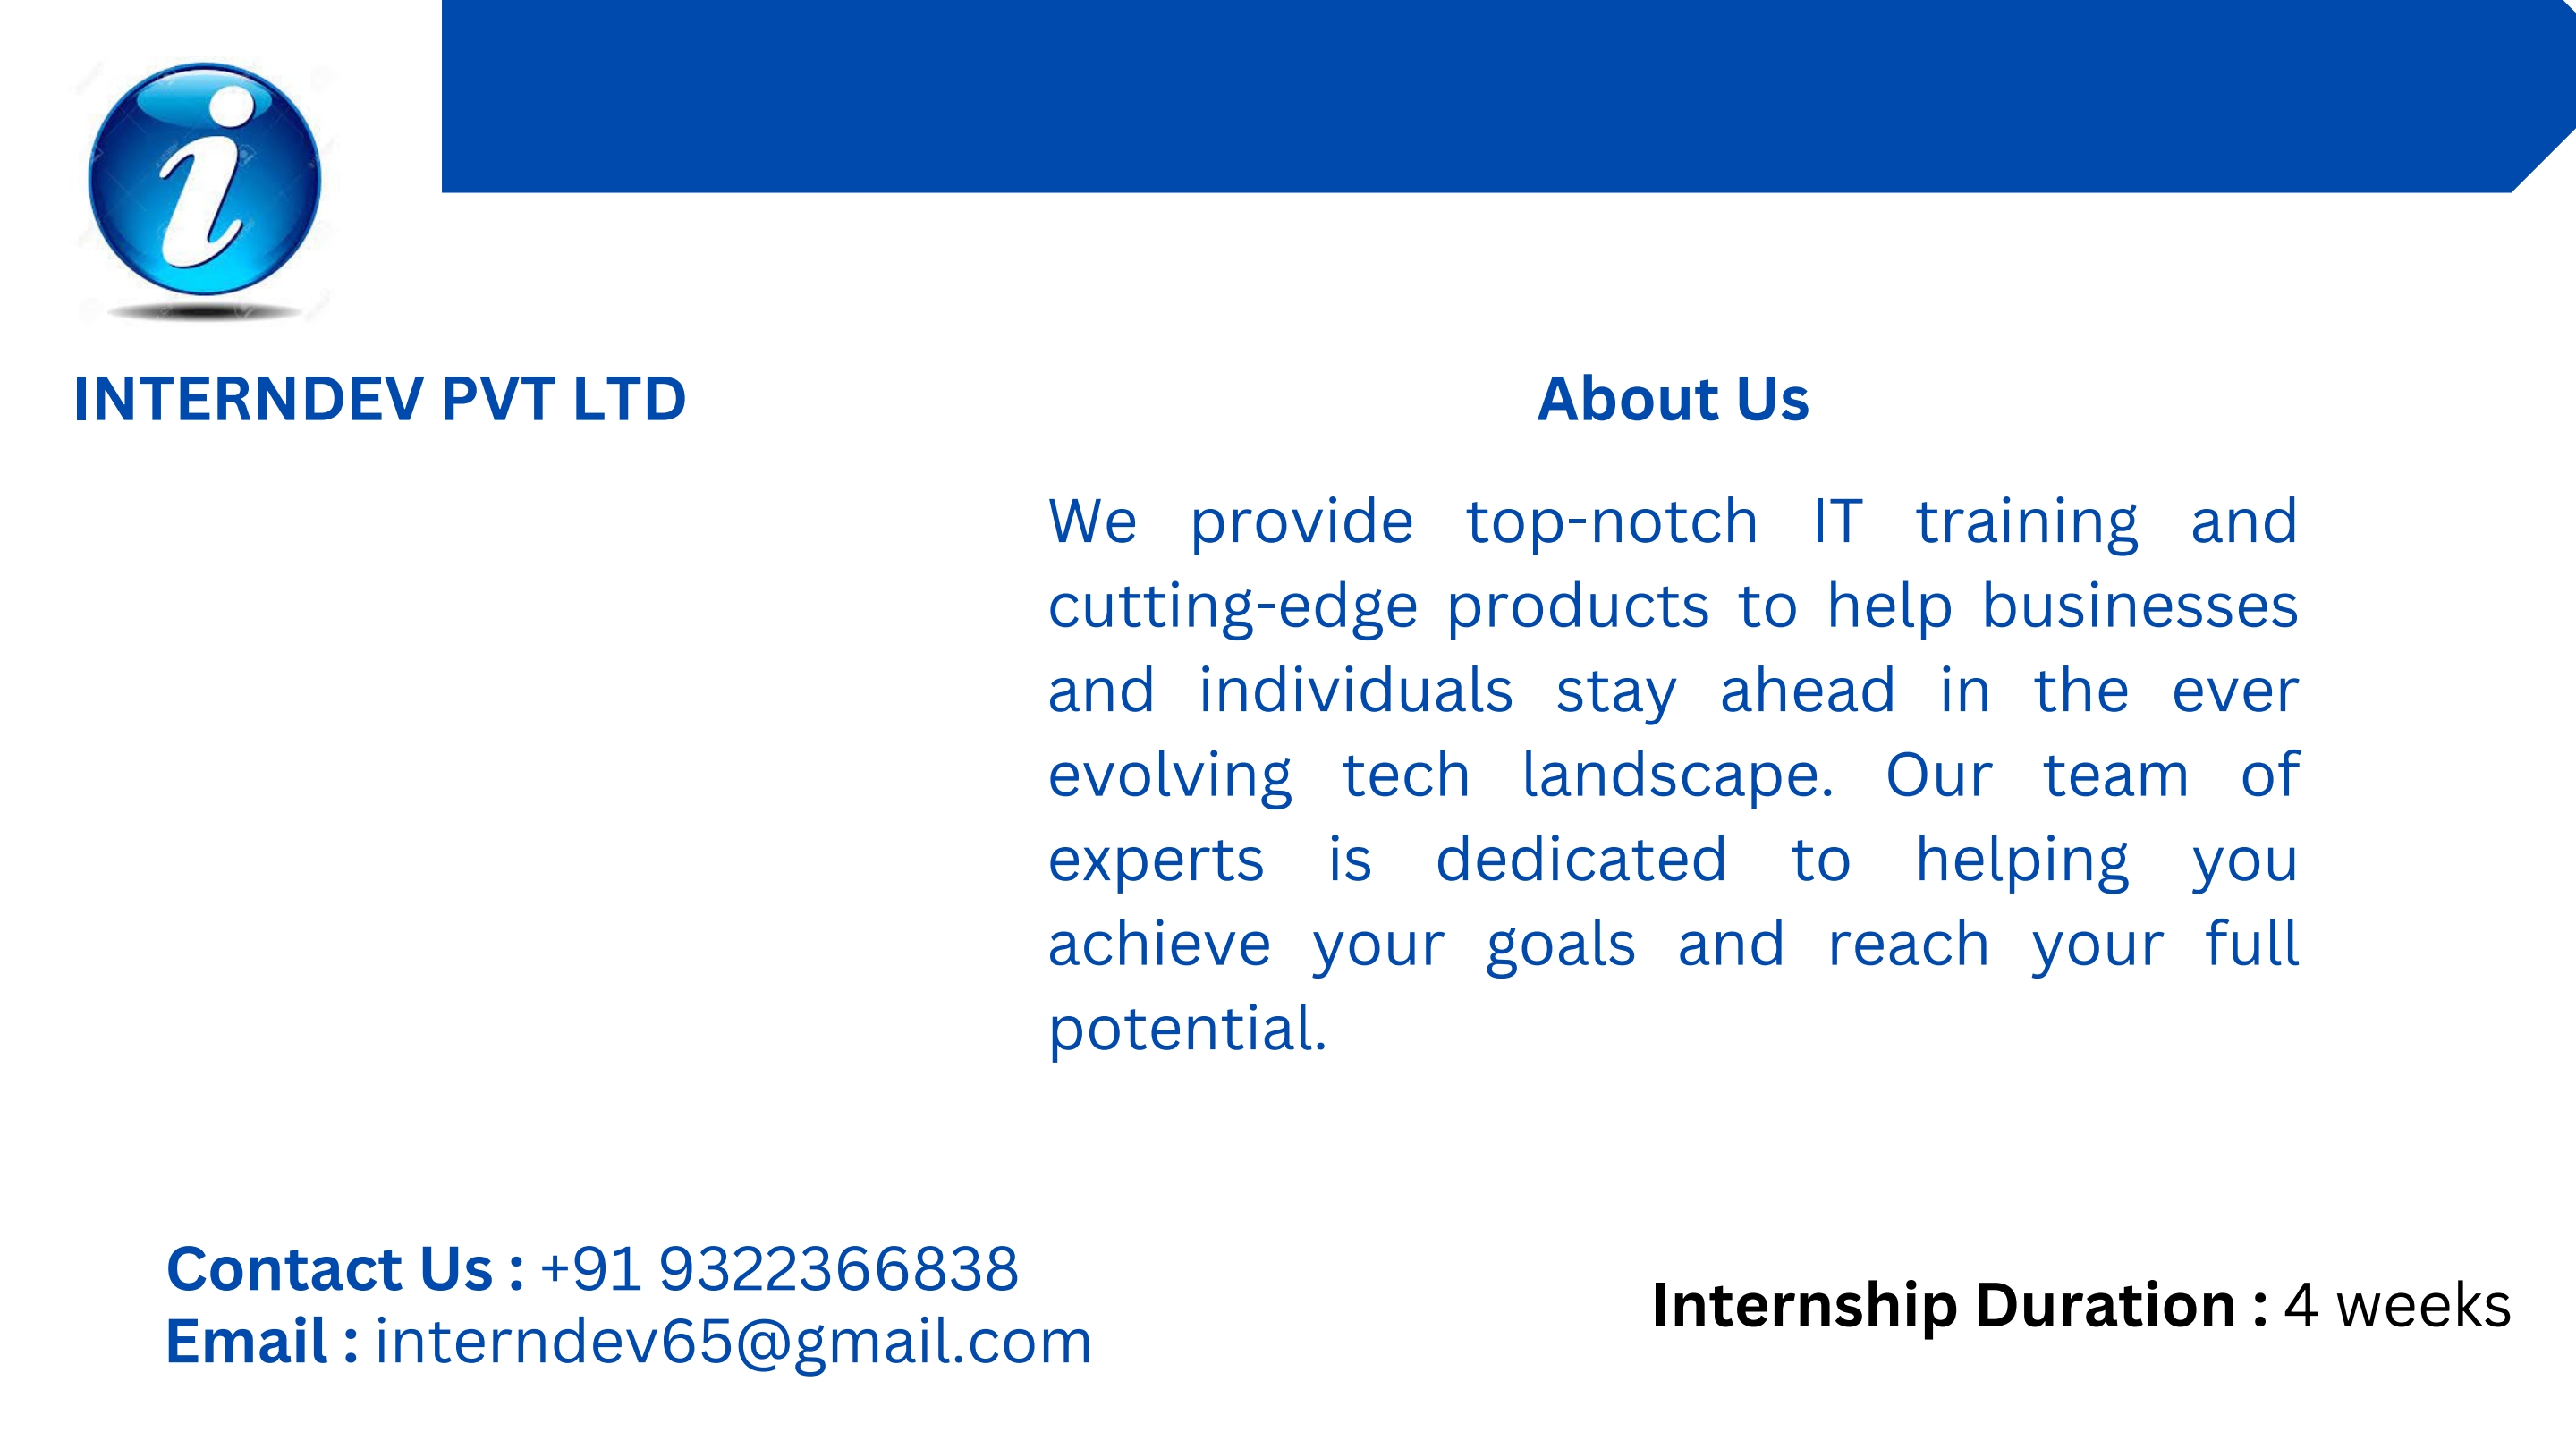 INTERNDEV PVT LTD
About Us
We provide top-notch IT training and
cutting-edge products to help businesses
and individuals stay ahead in the ever
evolving tech landscape. Our team of
experts is dedicated to helping you
achieve your goals and reach your full
potential.
Contact Us : +91 9322366838
Email : interndev65@gmail.com
Internship Duration : 4 weeks